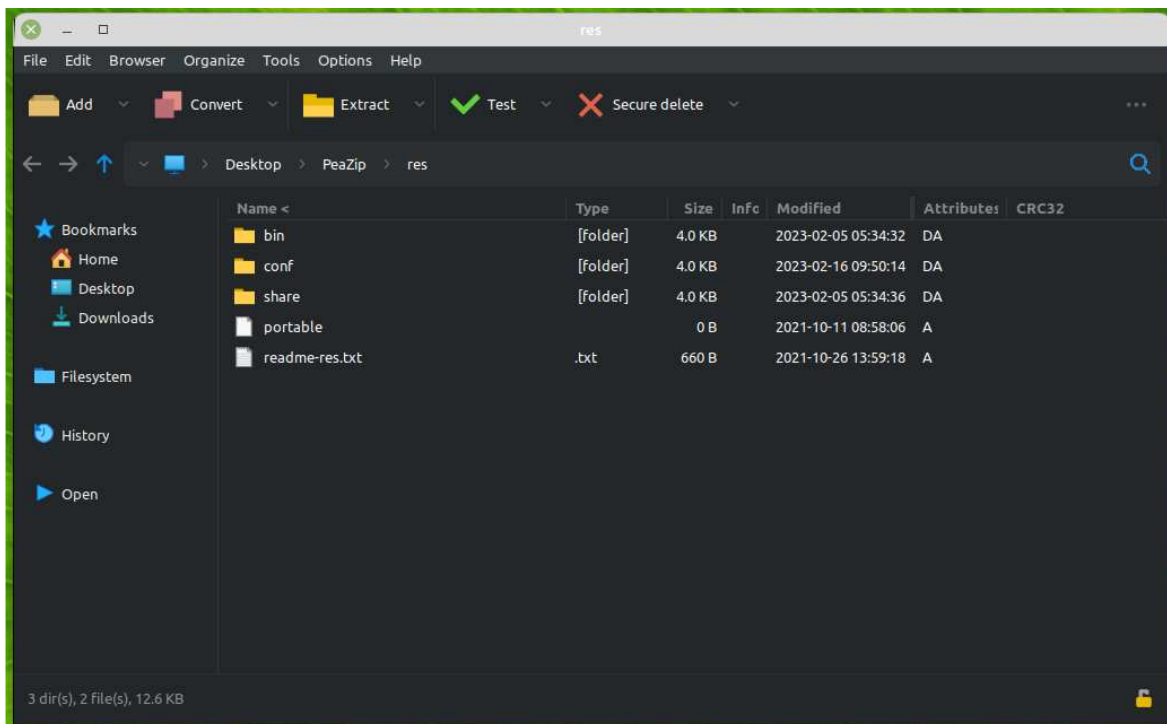 res
File Edit Browser Organize Tools Options Help
Add Convert Extract Test Secure delete ...
Desktop > PeaZip > res
Name < Type Size Info Modified Attributes CRC32
Bookmarks
Home
Desktop
Downloads
Filesystem
History
Open
bin [folder] 4.0 KB 2023-02-05 05:34:32 DA
conf [folder] 4.0 KB 2023-02-16 09:50:14 DA
share [folder] 4.0 KB 2023-02-05 05:34:36 DA
portable 0 B 2021-10-11 08:58:06 A
readme-res.txt .txt 660 B 2021-10-26 13:59:18 A
3 dir(s), 2 file(s), 12.6 KB